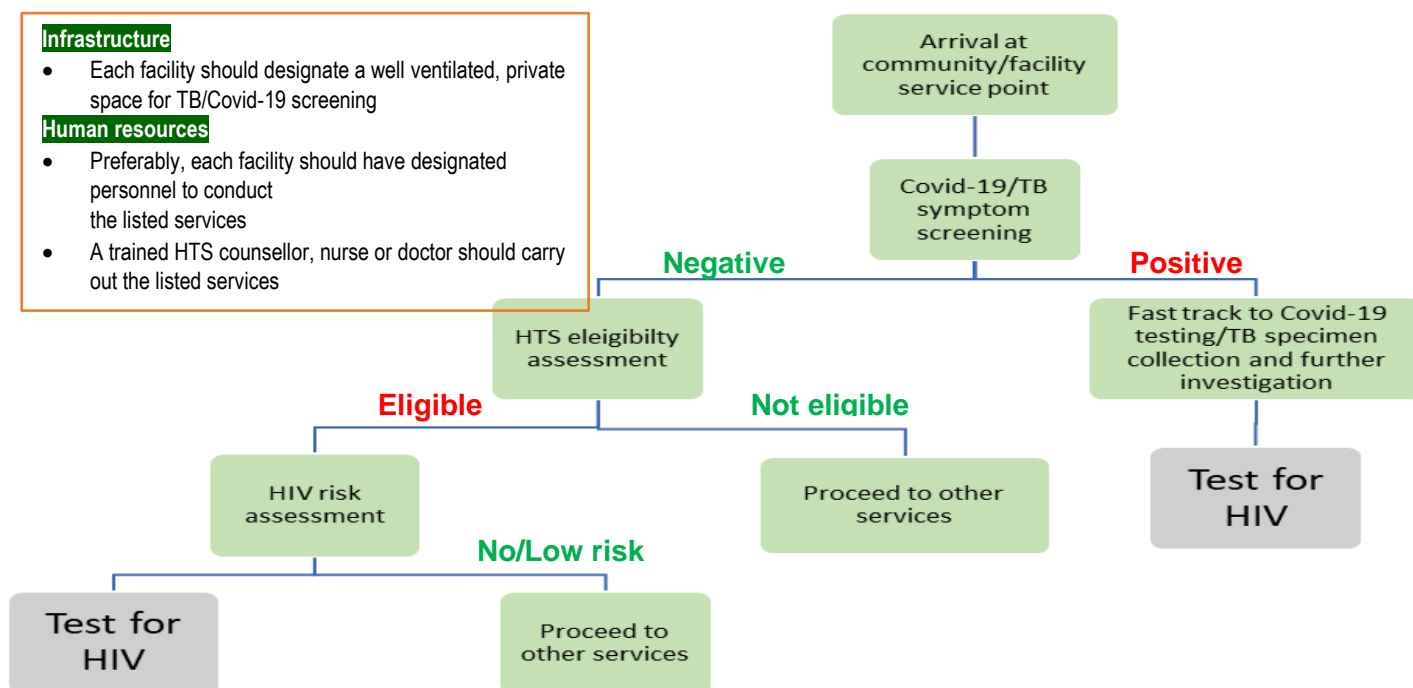 Infrastructure
• Each facility should designate a well ventilated, private
space for TB/Covid-19 screening
Human resources
• Preferably, each facility should have designated
personnel to conduct
the listed services
• A trained HTS counsellor, nurse or doctor should carry
out the listed services
Arrival at
community/facility
service point
Covid-19/TB
symptom
screening
Negative
Positive
HTS eleigibilty
assessment
Fast track to Covid-19
testing/TB specimen
collection and further
investigation
Eligible
Not eligible
HIV risk
assessment
Proceed to other
services
Test for
HIV
No/Low risk
Test for
HIV
Proceed to
other services